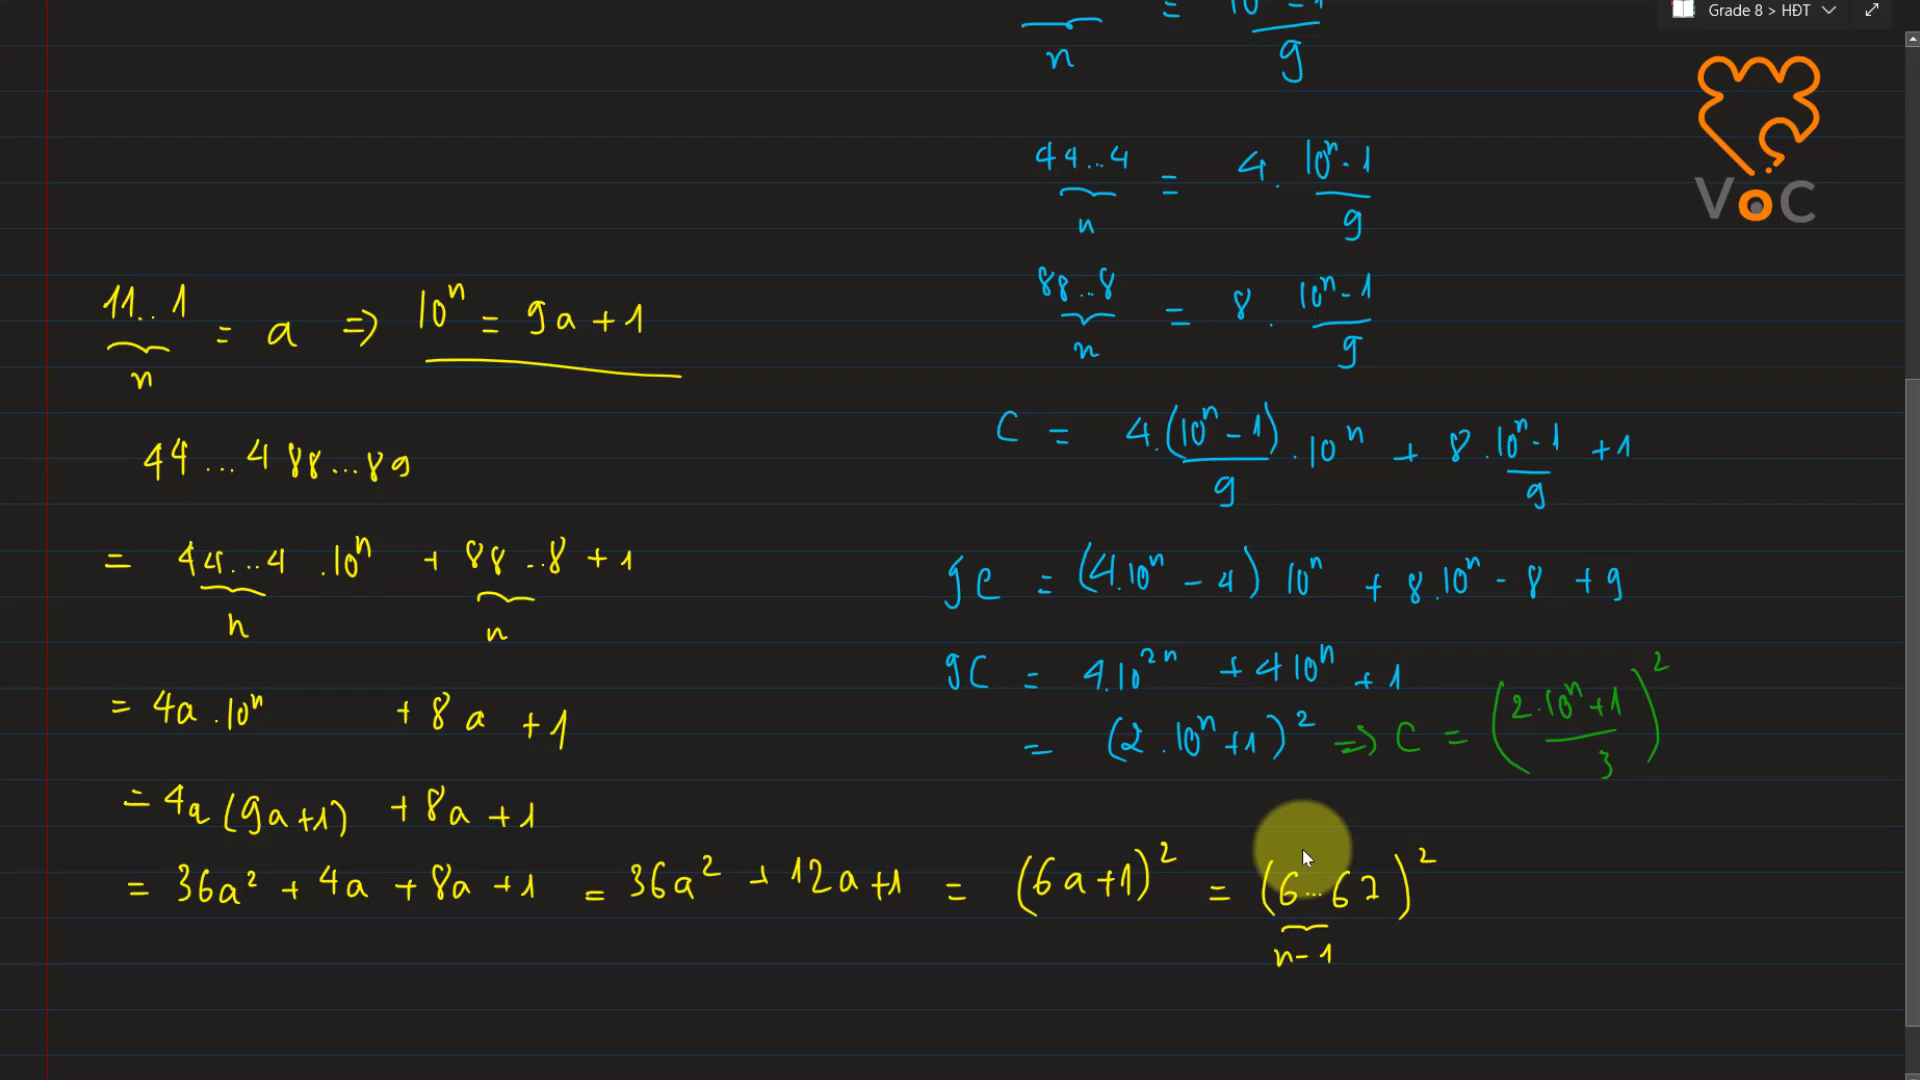 Grade 8 > HĐT
n = 10ⁿ - 1 / 9
VOC
44...4 (n) = 4 . (10ⁿ - 1)/9
88...8 (n) = 8 . (10ⁿ - 1)/9
11..1 (n) = a => 10ⁿ = 9a + 1
44...488...89
= 44...4 (n) .10ⁿ + 88...8 (n) + 1
= 4a.10ⁿ + 8a + 1
= 4a(9a+1) + 8a + 1
= 36a² + 4a + 8a + 1 = 36a² + 12a + 1 = (6a+1)² = (6...67)²
n-1
C = 4.(10ⁿ - 1)/9 .10ⁿ + 8.(10ⁿ - 1)/9 + 1
9C = (4.10ⁿ - 4) 10ⁿ + 8.10ⁿ - 8 + 9
9C = 4.10²ⁿ + 4 10ⁿ + 1
= (2.10ⁿ + 1)² => C = ((2.10ⁿ + 1)/3)²